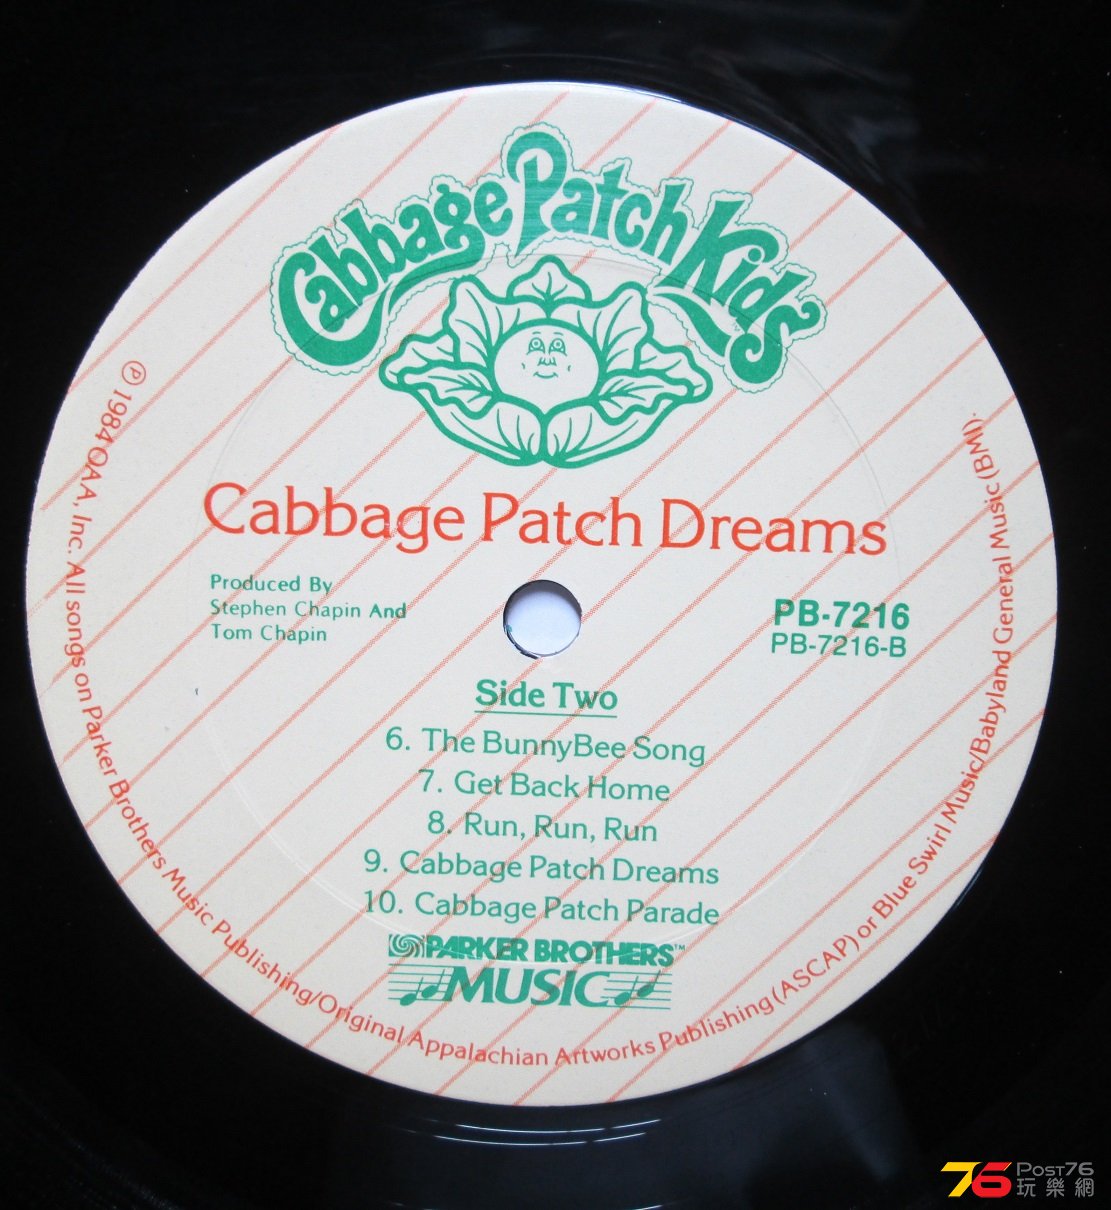 Cabbage Patch Kids™
Cabbage Patch Dreams
Produced By
Stephen Chapin And
Tom Chapin
PB-7216
PB-7216-B
Side Two
6. The BunnyBee Song
7. Get Back Home
8. Run, Run, Run
9. Cabbage Patch Dreams
10. Cabbage Patch Parade
PARKER BROTHERS™
MUSIC
℗ 1984 OAA, Inc. All songs on Parker Brothers Music Publishing/Original Appalachian Artworks Publishing (ASCAP) or Blue Swirl Music/Babyland General Music (BMI).
76 POST76
玩樂網